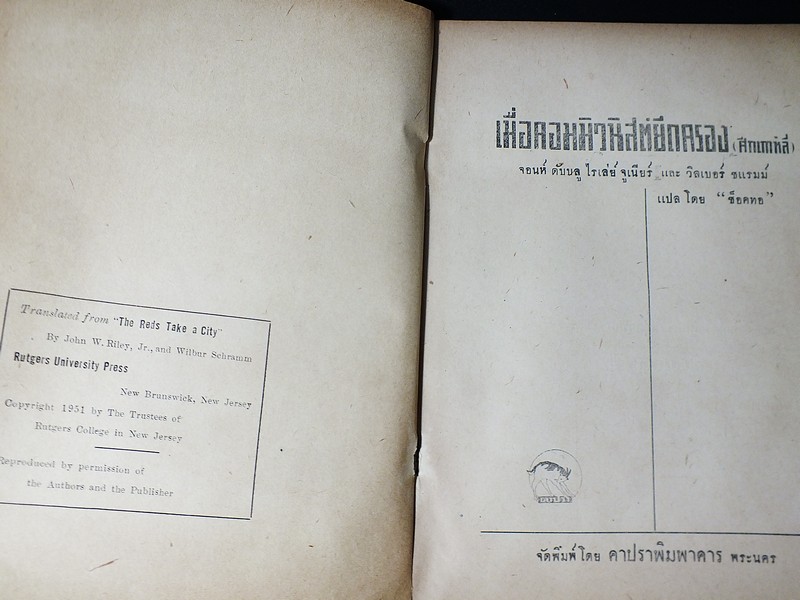 Translated from "The Reds Take a City"
By John W. Riley, Jr., and Wilbur Schramm
Rutgers University Press
New Brunswick, New Jersey
Copyright 1951 by The Trustees of
Rutgers College in New Jersey
Reproduced by permission of
the Authors and the Publisher
เมื่อคอมมิวนิสต์ยึดครอง (ศึกเกาหลี)
จอนห์ ดับบลู ไรเล่ย์ จูเนียร์ และ วิลเบอร์ ชแรมม์
แปล โดย "ช็อคทอ"
จัดพิมพ์ โดย คาปราพิมพาคาร พระนคร